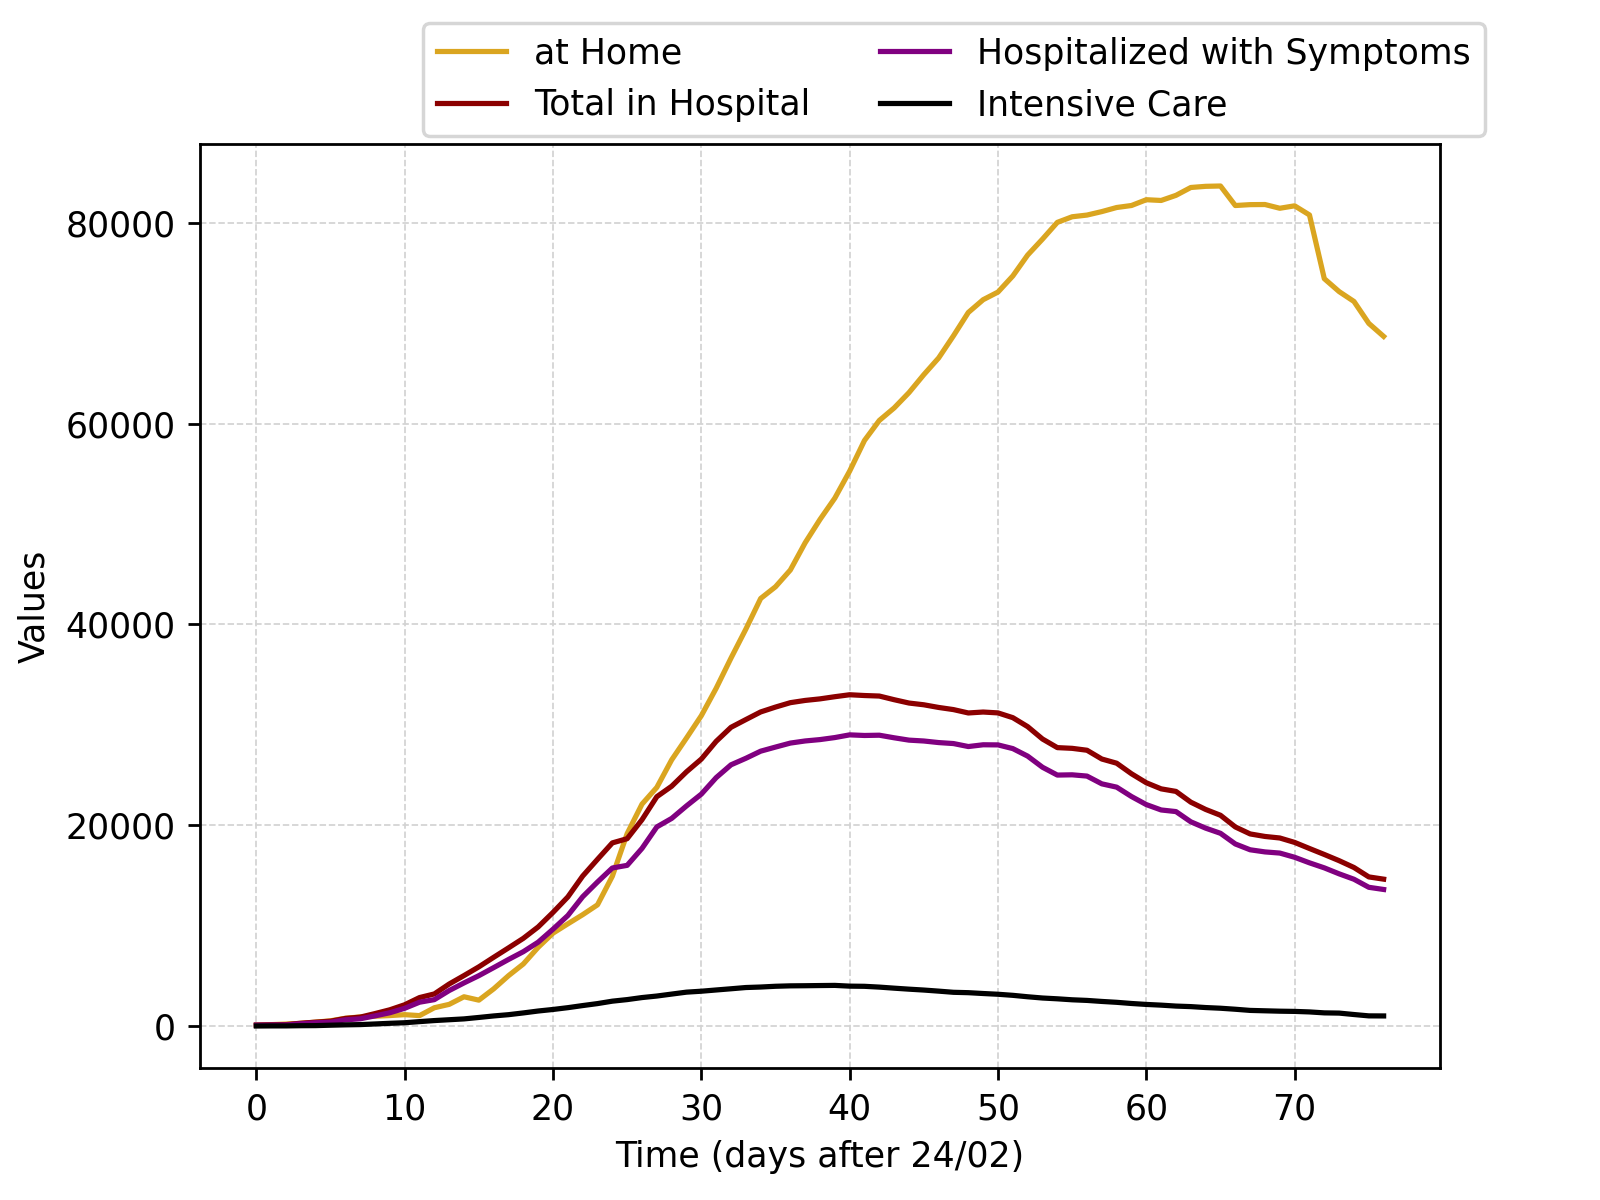 at Home
Total in Hospital
Hospitalized with Symptoms
Intensive Care
80000
60000
40000
20000
0
Values
0 10 20 30 40 50 60 70
Time (days after 24/02)